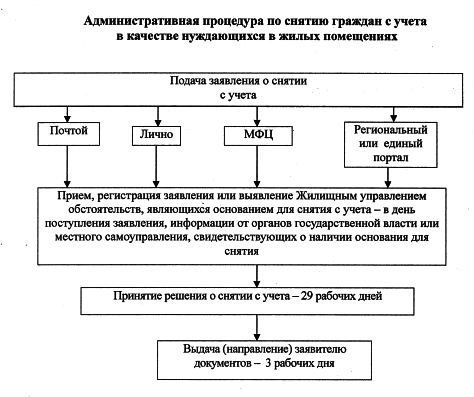 Административная процедура по снятию граждан с учета
в качестве нуждающихся в жилых помещениях
Подача заявления о снятии
с учета
Почтой
Лично
МФЦ
Региональный
или единый
портал
Прием, регистрация заявления или выявление Жилищным управлением
обстоятельств, являющихся основанием для снятия с учета – в день
поступления заявления, информации от органов государственной власти или
местного самоуправления, свидетельствующих о наличии основания для
снятия
Принятие решения о снятии с учета – 29 рабочих дней
Выдача (направление) заявителю
документов – 3 рабочих дня